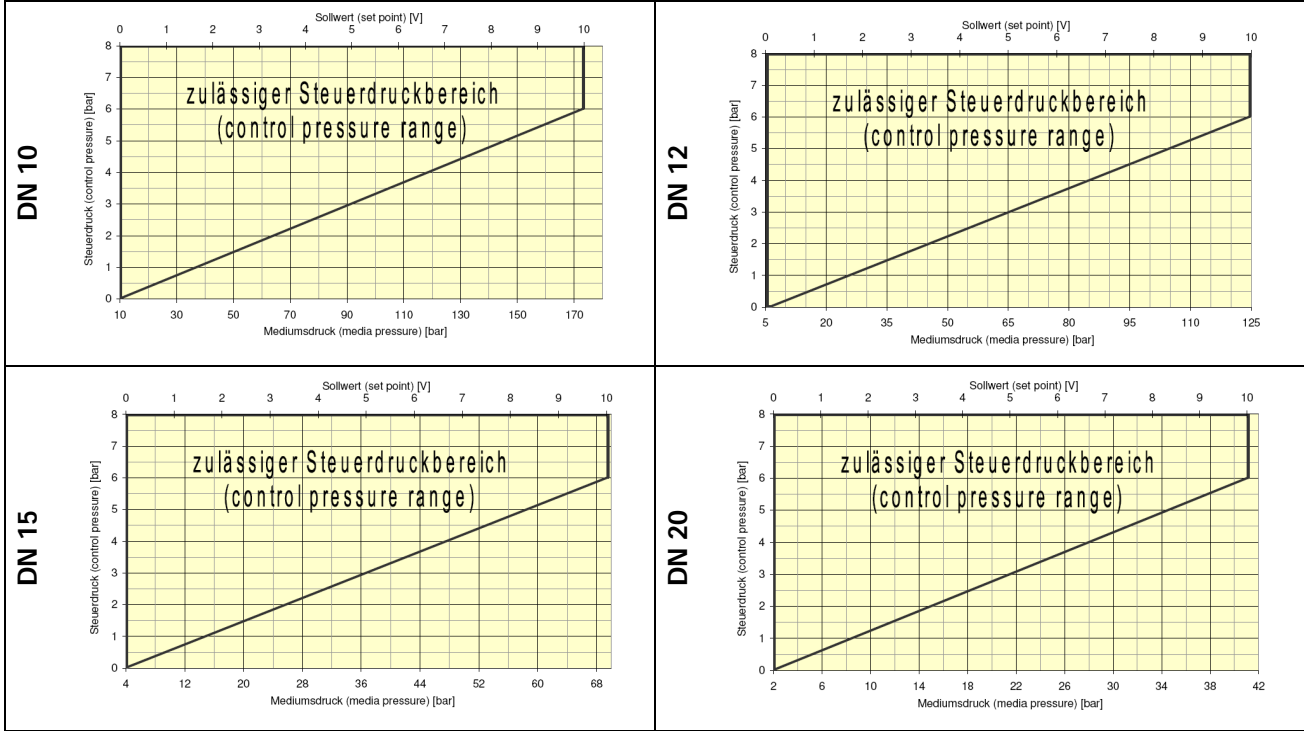 DN 10
Sollwert (set point) [V]
0 1 2 3 4 5 6 7 8 9 10
Steuerdruck (control pressure) [bar]
8
7
6
5
4
3
2
1
0
zulässiger Steuerdruckbereich
(control pressure range)
10 30 50 70 90 110 130 150 170
Mediumsdruck (media pressure) [bar]
DN 12
Sollwert (set point) [V]
0 1 2 3 4 5 6 7 8 9 10
Steuerdruck (control pressure) [bar]
8
7
6
5
4
3
2
1
0
zulässiger Steuerdruckbereich
(control pressure range)
5 20 35 50 65 80 95 110 125
Mediumsdruck (media pressure) [bar]
DN 15
Sollwert (set point) [V]
0 1 2 3 4 5 6 7 8 9 10
Steuerdruck (control pressure) [bar]
8
7
6
5
4
3
2
1
0
zulässiger Steuerdruckbereich
(control pressure range)
4 12 20 28 36 44 52 60 68
Mediumsdruck (media pressure) [bar]
DN 20
Sollwert (set point) [V]
0 1 2 3 4 5 6 7 8 9 10
Steuerdruck (control pressure) [bar]
8
7
6
5
4
3
2
1
0
zulässiger Steuerdruckbereich
(control pressure range)
2 6 10 14 18 22 26 30 34 38 42
Mediumsdruck (media pressure) [bar]